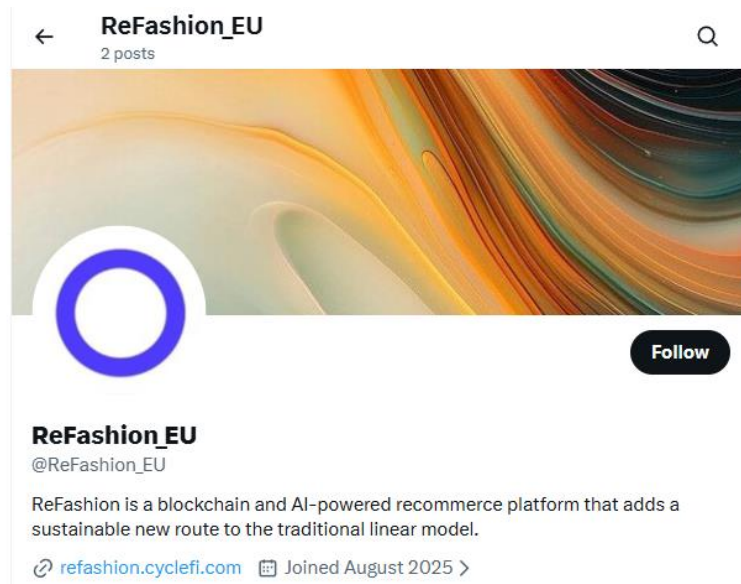 ReFashion_EU
2 posts
Follow
ReFashion_EU
@ReFashion_EU
ReFashion is a blockchain and AI-powered recommerce platform that adds a
sustainable new route to the traditional linear model.
refashion.cyclefi.com Joined August 2025